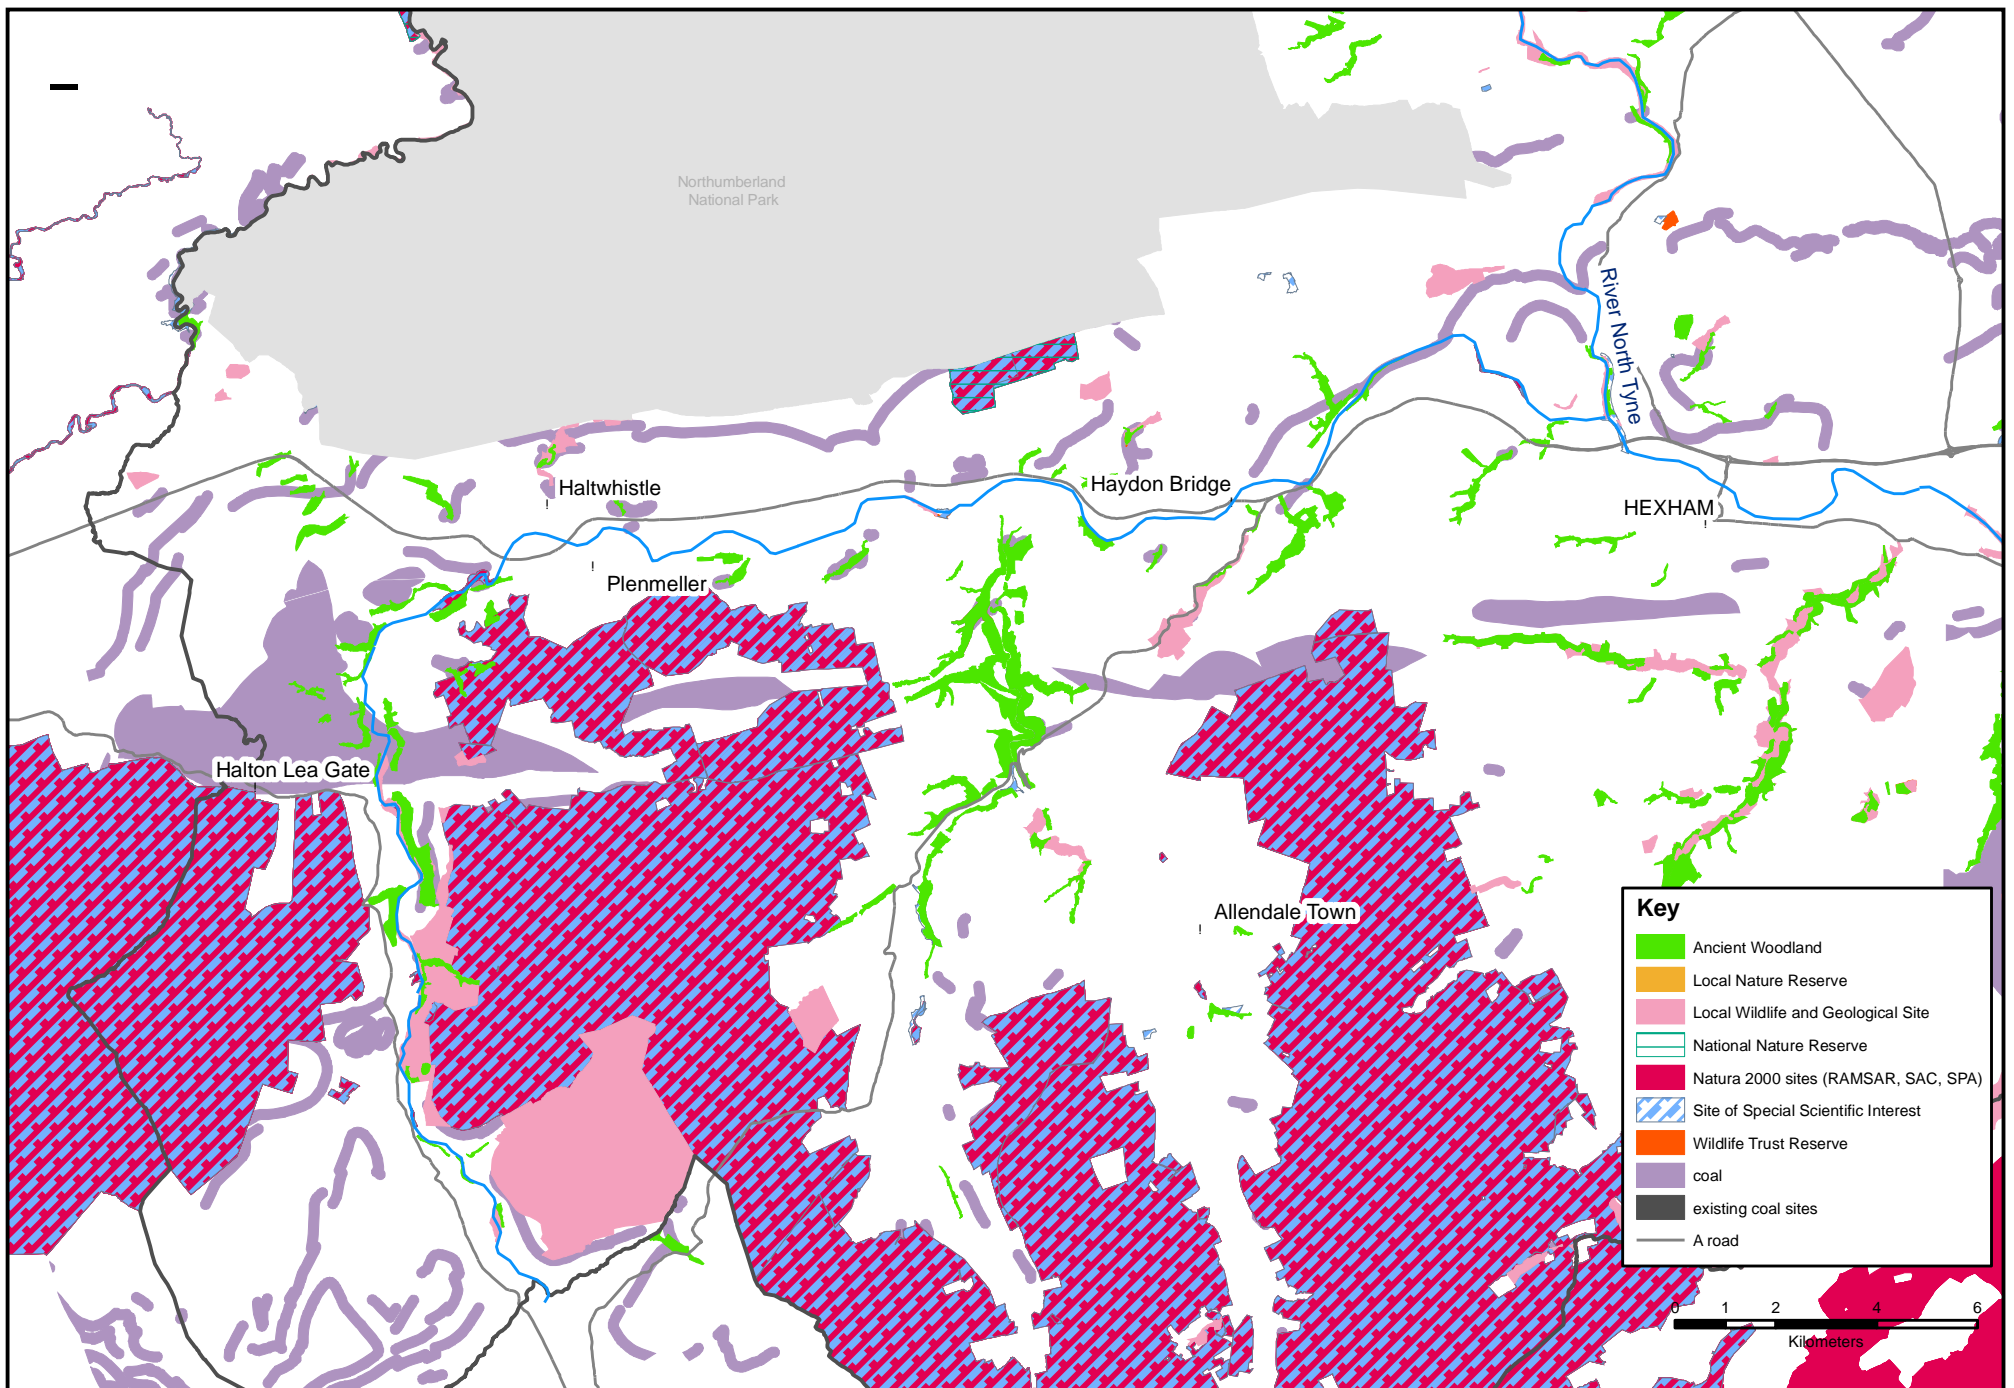 Northumberland
National Park
River North Tyne
Haltwhistle
Haydon Bridge
HEXHAM
Plenmeller
Halton Lea Gate
Allendale Town
Key
Ancient Woodland
Local Nature Reserve
Local Wildlife and Geological Site
National Nature Reserve
Natura 2000 sites (RAMSAR, SAC, SPA)
Site of Special Scientific Interest
Wildlife Trust Reserve
coal
existing coal sites
A road
0 1 2 4 6
Kilometers